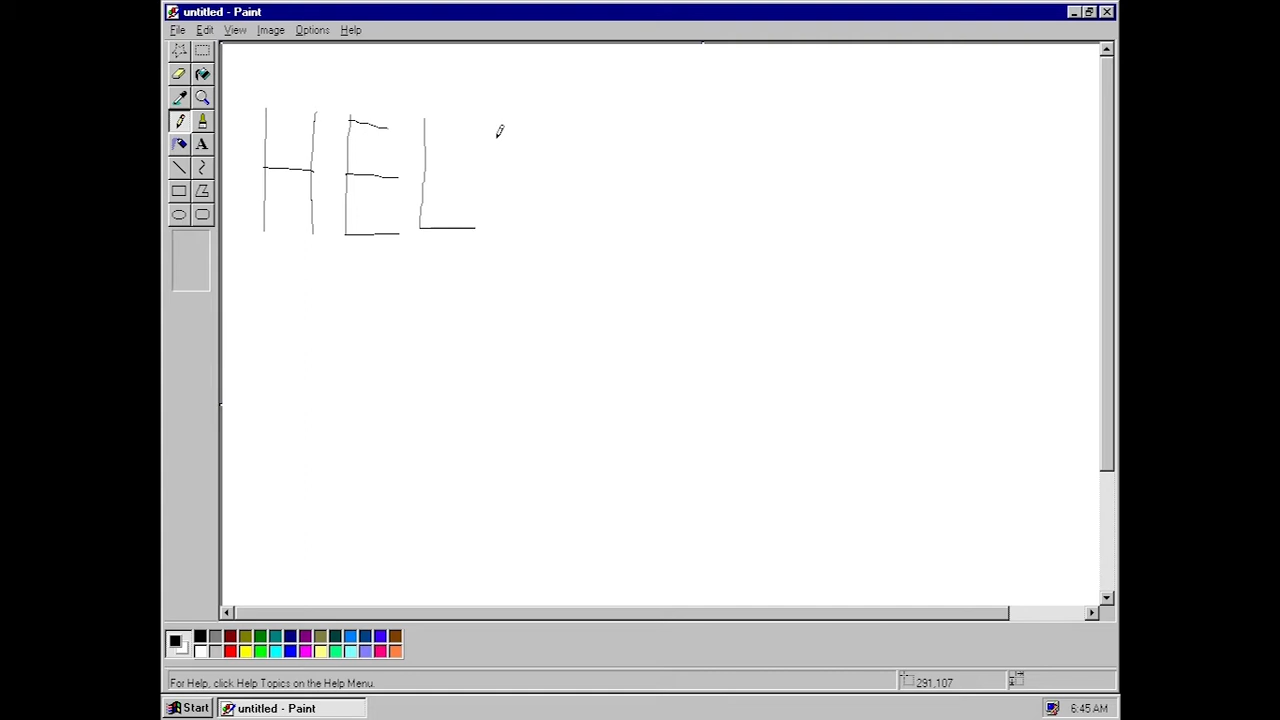 untitled - Paint
File Edit View Image Options Help
A
HEL
For Help, click Help Topics on the Help Menu.
291,107
Start
untitled - Paint
6:45 AM